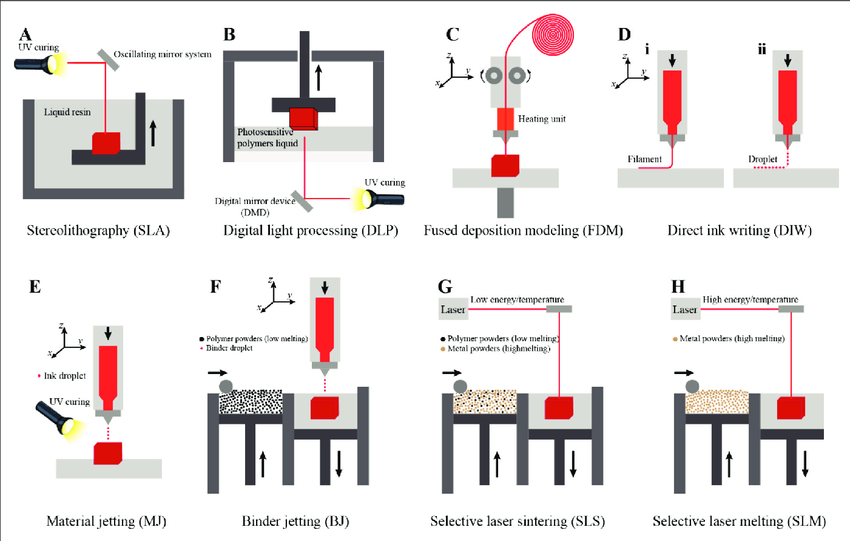 A
UV curing
Oscillating mirror system
Liquid resin
Stereolithography (SLA)
B
Photosensitive
polymers liquid
UV curing
Digital mirror device
(DMD)
Digital light processing (DLP)
C
z
y
x
Heating unit
Fused deposition modeling (FDM)
D
i
ii
z
y
x
Filament
Droplet
Direct ink writing (DIW)
E
z
y
x
Ink droplet
UV curing
Material jetting (MJ)
F
z
y
x
Polymer powders (low melting)
Binder droplet
Binder jetting (BJ)
G
Laser
Low energy/temperature
Polymer powders (low melting)
Metal powders (highmelting)
Selective laser sintering (SLS)
H
Laser
High energy/temperature
Metal powders (high melting)
Selective laser melting (SLM)